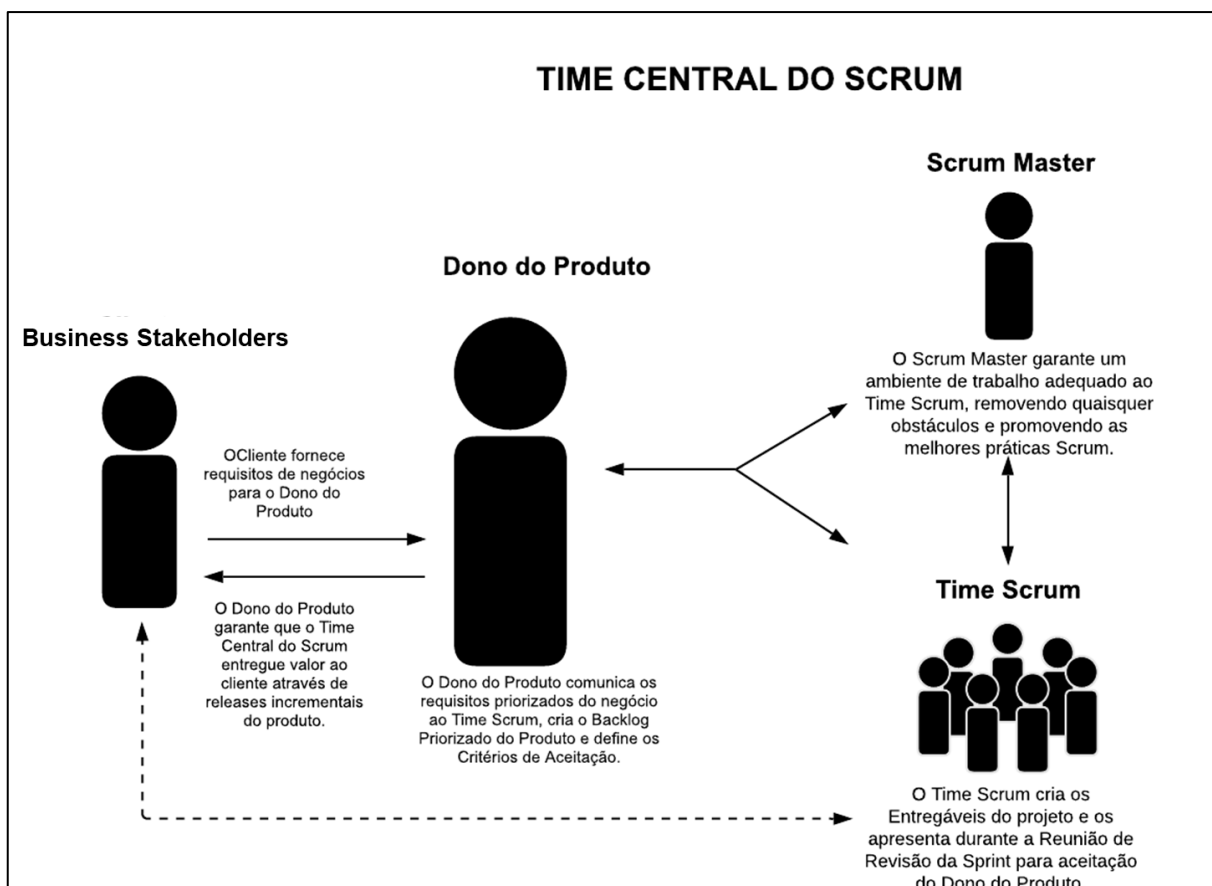 TIME CENTRAL DO SCRUM
Scrum Master
O Scrum Master garante um
ambiente de trabalho adequado ao
Time Scrum, removendo quaisquer
obstáculos e promovendo as
melhores práticas Scrum.
Dono do Produto
O Dono do Produto comunica os
requisitos priorizados do negócio
ao Time Scrum, cria o Backlog
Priorizado do Produto e define os
Critérios de Aceitação.
Business Stakeholders
OCliente fornece
requisitos de negócios
para o Dono do
Produto
O Dono do Produto
garante que o Time
Central do Scrum
entregue valor ao
cliente através de
releases incrementais
do produto.
Time Scrum
O Time Scrum cria os
Entregáveis do projeto e os
apresenta durante a Reunião de
Revisão da Sprint para aceitação
do Dono do Produto